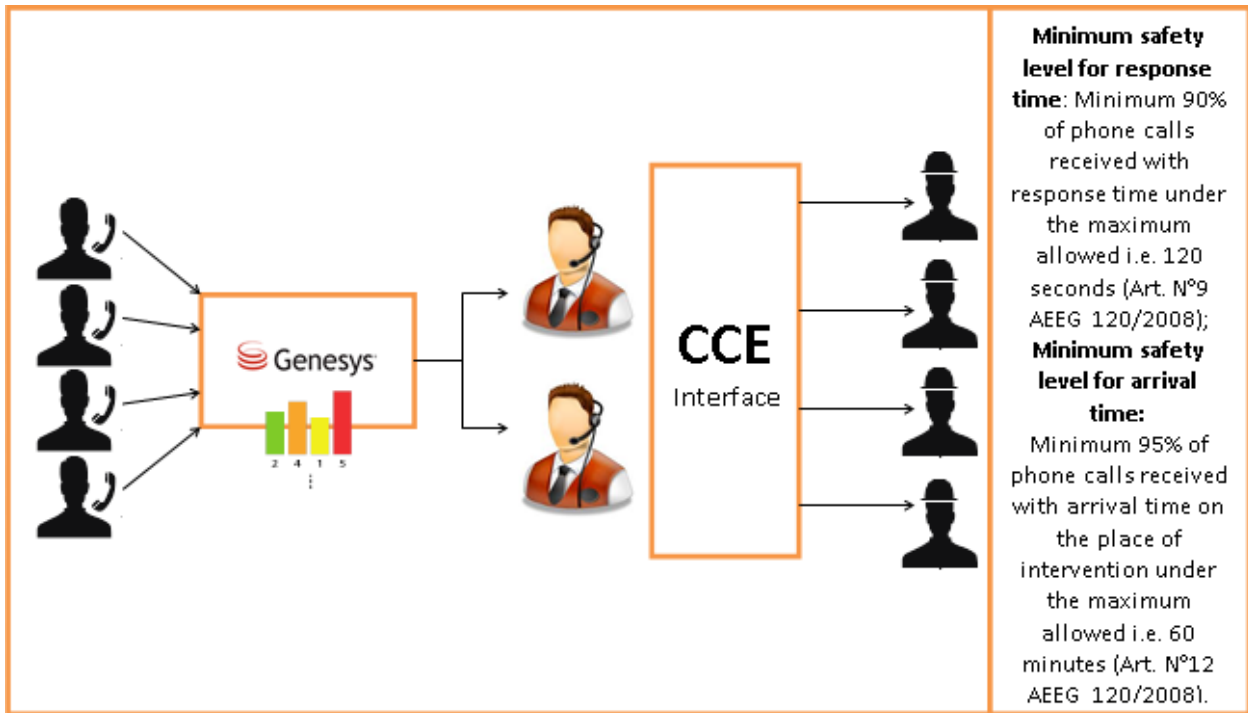 Genesys
2 4 1 5
CCE
Interface
Minimum safety
level for response
time: Minimum 90%
of phone calls
received with
response time under
the maximum
allowed i.e. 120
seconds (Art. N°9
AEEG 120/2008);
Minimum safety
level for arrival
time:
Minimum 95% of
phone calls received
with arrival time on
the place of
intervention under
the maximum
allowed i.e. 60
minutes (Art. N°12
AEEG 120/2008).